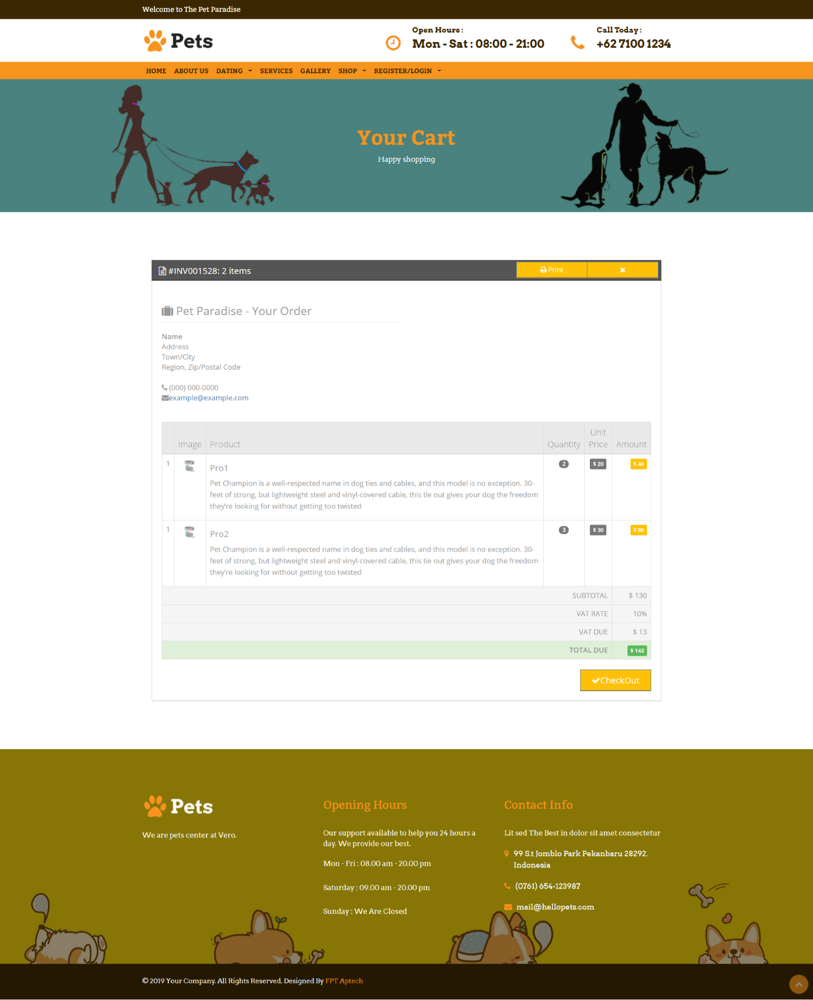 Welcome to The Pet Paradise
Pets
Open Hours :
Mon - Sat : 08:00 - 21:00
Call Today :
+62 7100 1234
HOME ABOUT US DATING SERVICES GALLERY SHOP REGISTER/LOGIN
Your Cart
Happy shopping
#INV001528: 2 items
Print
Pet Paradise - Your Order
Name
Address
Town/City
Region, Zip/Postal Code
(000) 000-0000
example@example.com
Image Product Quantity Unit Price Amount
1 Pro1 2 $ 20 $ 40
Pet Champion is a well-respected name in dog ties and cables, and this model is no exception. 30-
feet of strong, but lightweight steel and vinyl-covered cable, this tie out gives your dog the freedom
they're looking for without getting too twisted
1 Pro2 3 $ 30 $ 90
Pet Champion is a well-respected name in dog ties and cables, and this model is no exception. 30-
feet of strong, but lightweight steel and vinyl-covered cable, this tie out gives your dog the freedom
they're looking for without getting too twisted
SUBTOTAL $ 130
VAT RATE 10%
VAT DUE $ 13
TOTAL DUE $ 143
CheckOut
Pets
We are pets center at Vero.
Opening Hours
Our support available to help you 24 hours a
day. We provide our best.
Mon - Fri : 08.00 am - 20.00 pm
Saturday : 09.00 am - 20.00 pm
Sunday : We Are Closed
Contact Info
Lit sed The Best in dolor sit amet consectetur
99 S.t Jomblo Park Pekanbaru 28292.
Indonesia
(0761) 654-123987
mail@hellopets.com
© 2019 Your Company. All Rights Reserved. Designed By FPT Aptech